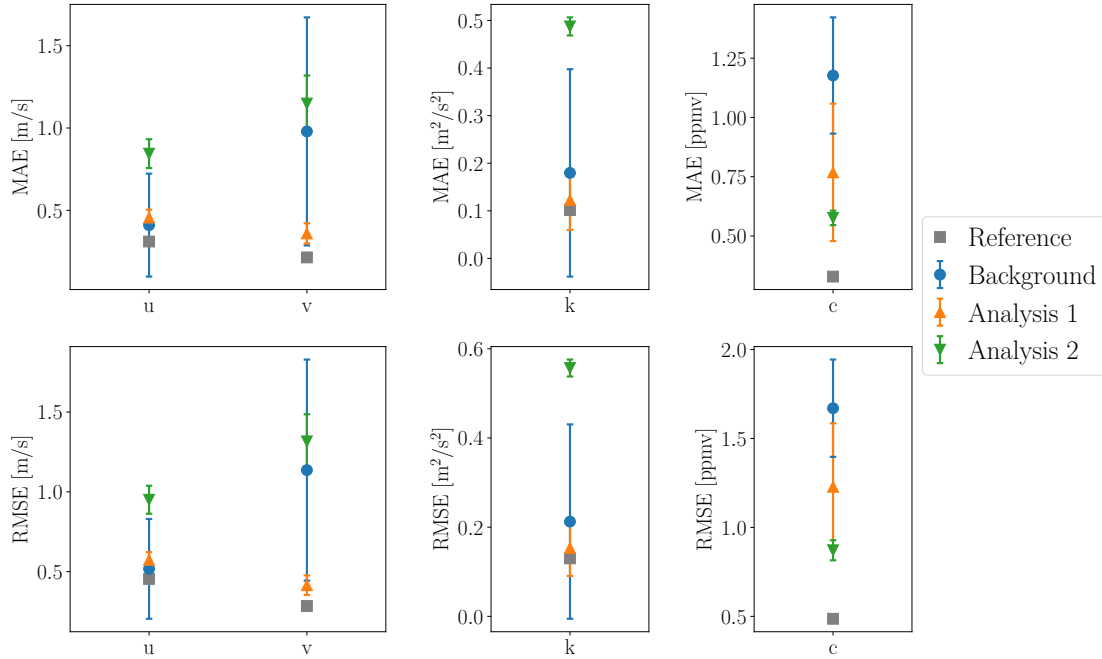 MAE [m/s]
1.5
1.0
0.5
u
v
MAE [m²/s²]
0.5
0.4
0.3
0.2
0.1
0.0
k
MAE [ppmv]
1.25
1.00
0.75
0.50
c
Reference
Background
Analysis 1
Analysis 2
RMSE [m/s]
1.5
1.0
0.5
u
v
RMSE [m²/s²]
0.6
0.4
0.2
0.0
k
RMSE [ppmv]
2.0
1.5
1.0
0.5
c